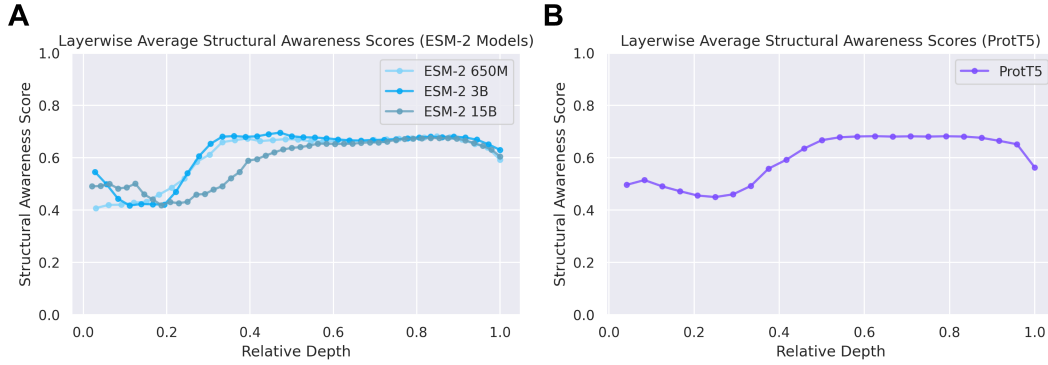 A
Layerwise Average Structural Awareness Scores (ESM-2 Models)
Structural Awareness Score
1.0
0.8
0.6
0.4
0.2
0.0
ESM-2 650M
ESM-2 3B
ESM-2 15B
0.0 0.2 0.4 0.6 0.8 1.0
Relative Depth
B
Layerwise Average Structural Awareness Scores (ProtT5)
Structural Awareness Score
1.0
0.8
0.6
0.4
0.2
0.0
ProtT5
0.0 0.2 0.4 0.6 0.8 1.0
Relative Depth